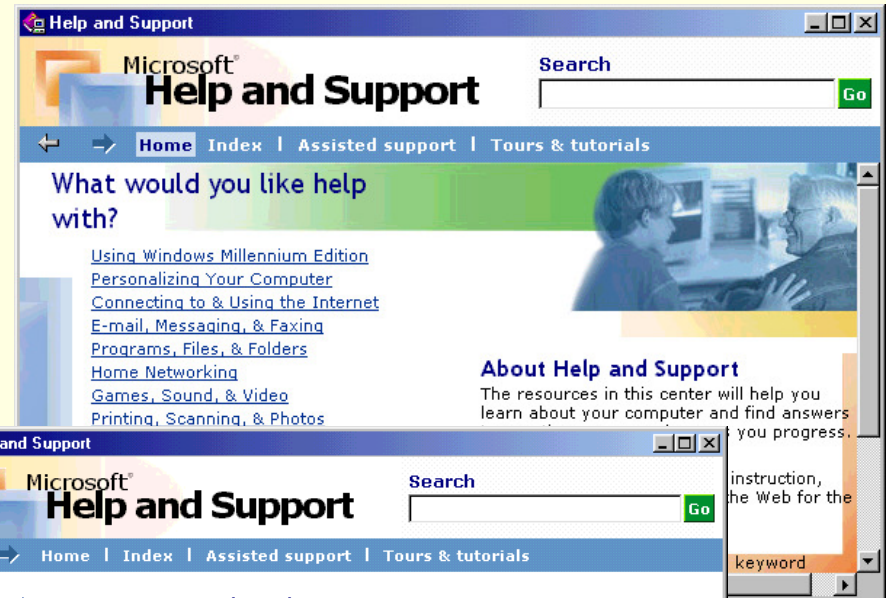 Help and Support
Microsoft®
Help and Support
Search
Go
Home Index | Assisted support | Tours & tutorials
What would you like help
with?
Using Windows Millennium Edition
Personalizing Your Computer
Connecting to & Using the Internet
E-mail, Messaging, & Faxing
Programs, Files, & Folders
Home Networking
Games, Sound, & Video
Printing, Scanning, & Photos
About Help and Support
The resources in this center will help you
learn about your computer and find answers
you progress.
instruction,
the Web for the
keyword
and Support
Microsoft®
Help and Support
Search
Go
Home | Index | Assisted support | Tours & tutorials